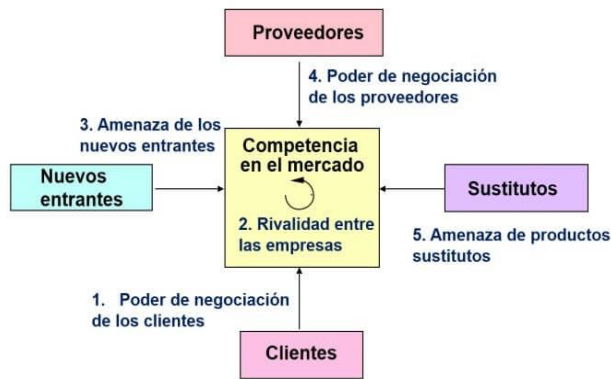 Proveedores
4. Poder de negociación
de los proveedores
3. Amenaza de los
nuevos entrantes
Competencia
en el mercado
Nuevos
entrantes
Sustitutos
2. Rivalidad entre
las empresas
5. Amenaza de productos
sustitutos
1. Poder de negociación
de los clientes
Clientes